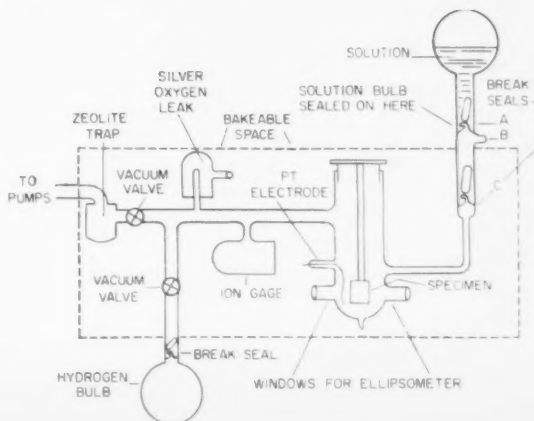 SOLUTION
SILVER
OXYGEN
LEAK
SOLUTION BULB
SEALED ON HERE
BREAK
SEALS
A
B
C
ZEOLITE
TRAP
BAKEABLE
SPACE
TO
PUMPS
VACUUM
VALVE
PT
ELECTRODE
VACUUM
VALVE
ION GAGE
SPECIMEN
BREAK SEAL
HYDROGEN
BULB
WINDOWS FOR ELLIPSOMETER